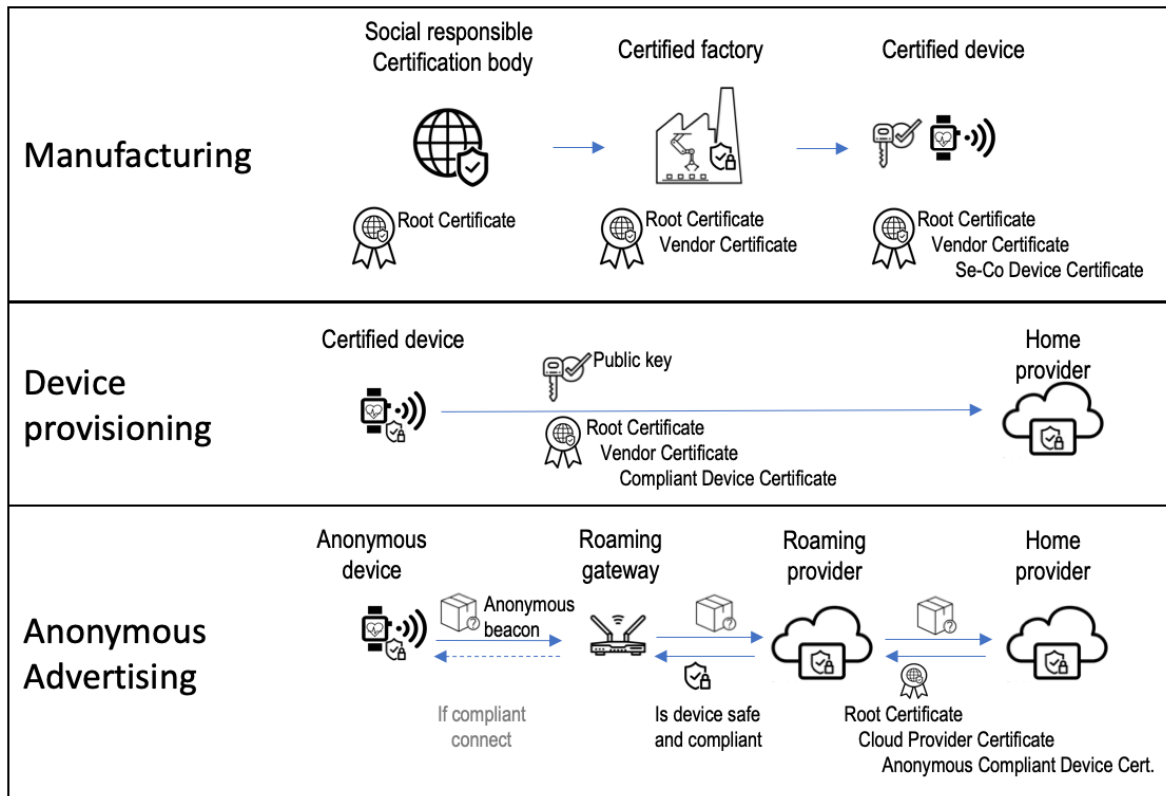 Social responsible
Certification body
Certified factory
Certified device
Manufacturing
Root Certificate
Root Certificate
Vendor Certificate
Root Certificate
Vendor Certificate
Se-Co Device Certificate
Certified device
Home
provider
Public key
Device
provisioning
Root Certificate
Vendor Certificate
Compliant Device Certificate
Anonymous
device
Roaming
gateway
Roaming
provider
Home
provider
Anonymous
beacon
Anonymous
Advertising
If compliant
connect
Is device safe
and compliant
Root Certificate
Cloud Provider Certificate
Anonymous Compliant Device Cert.